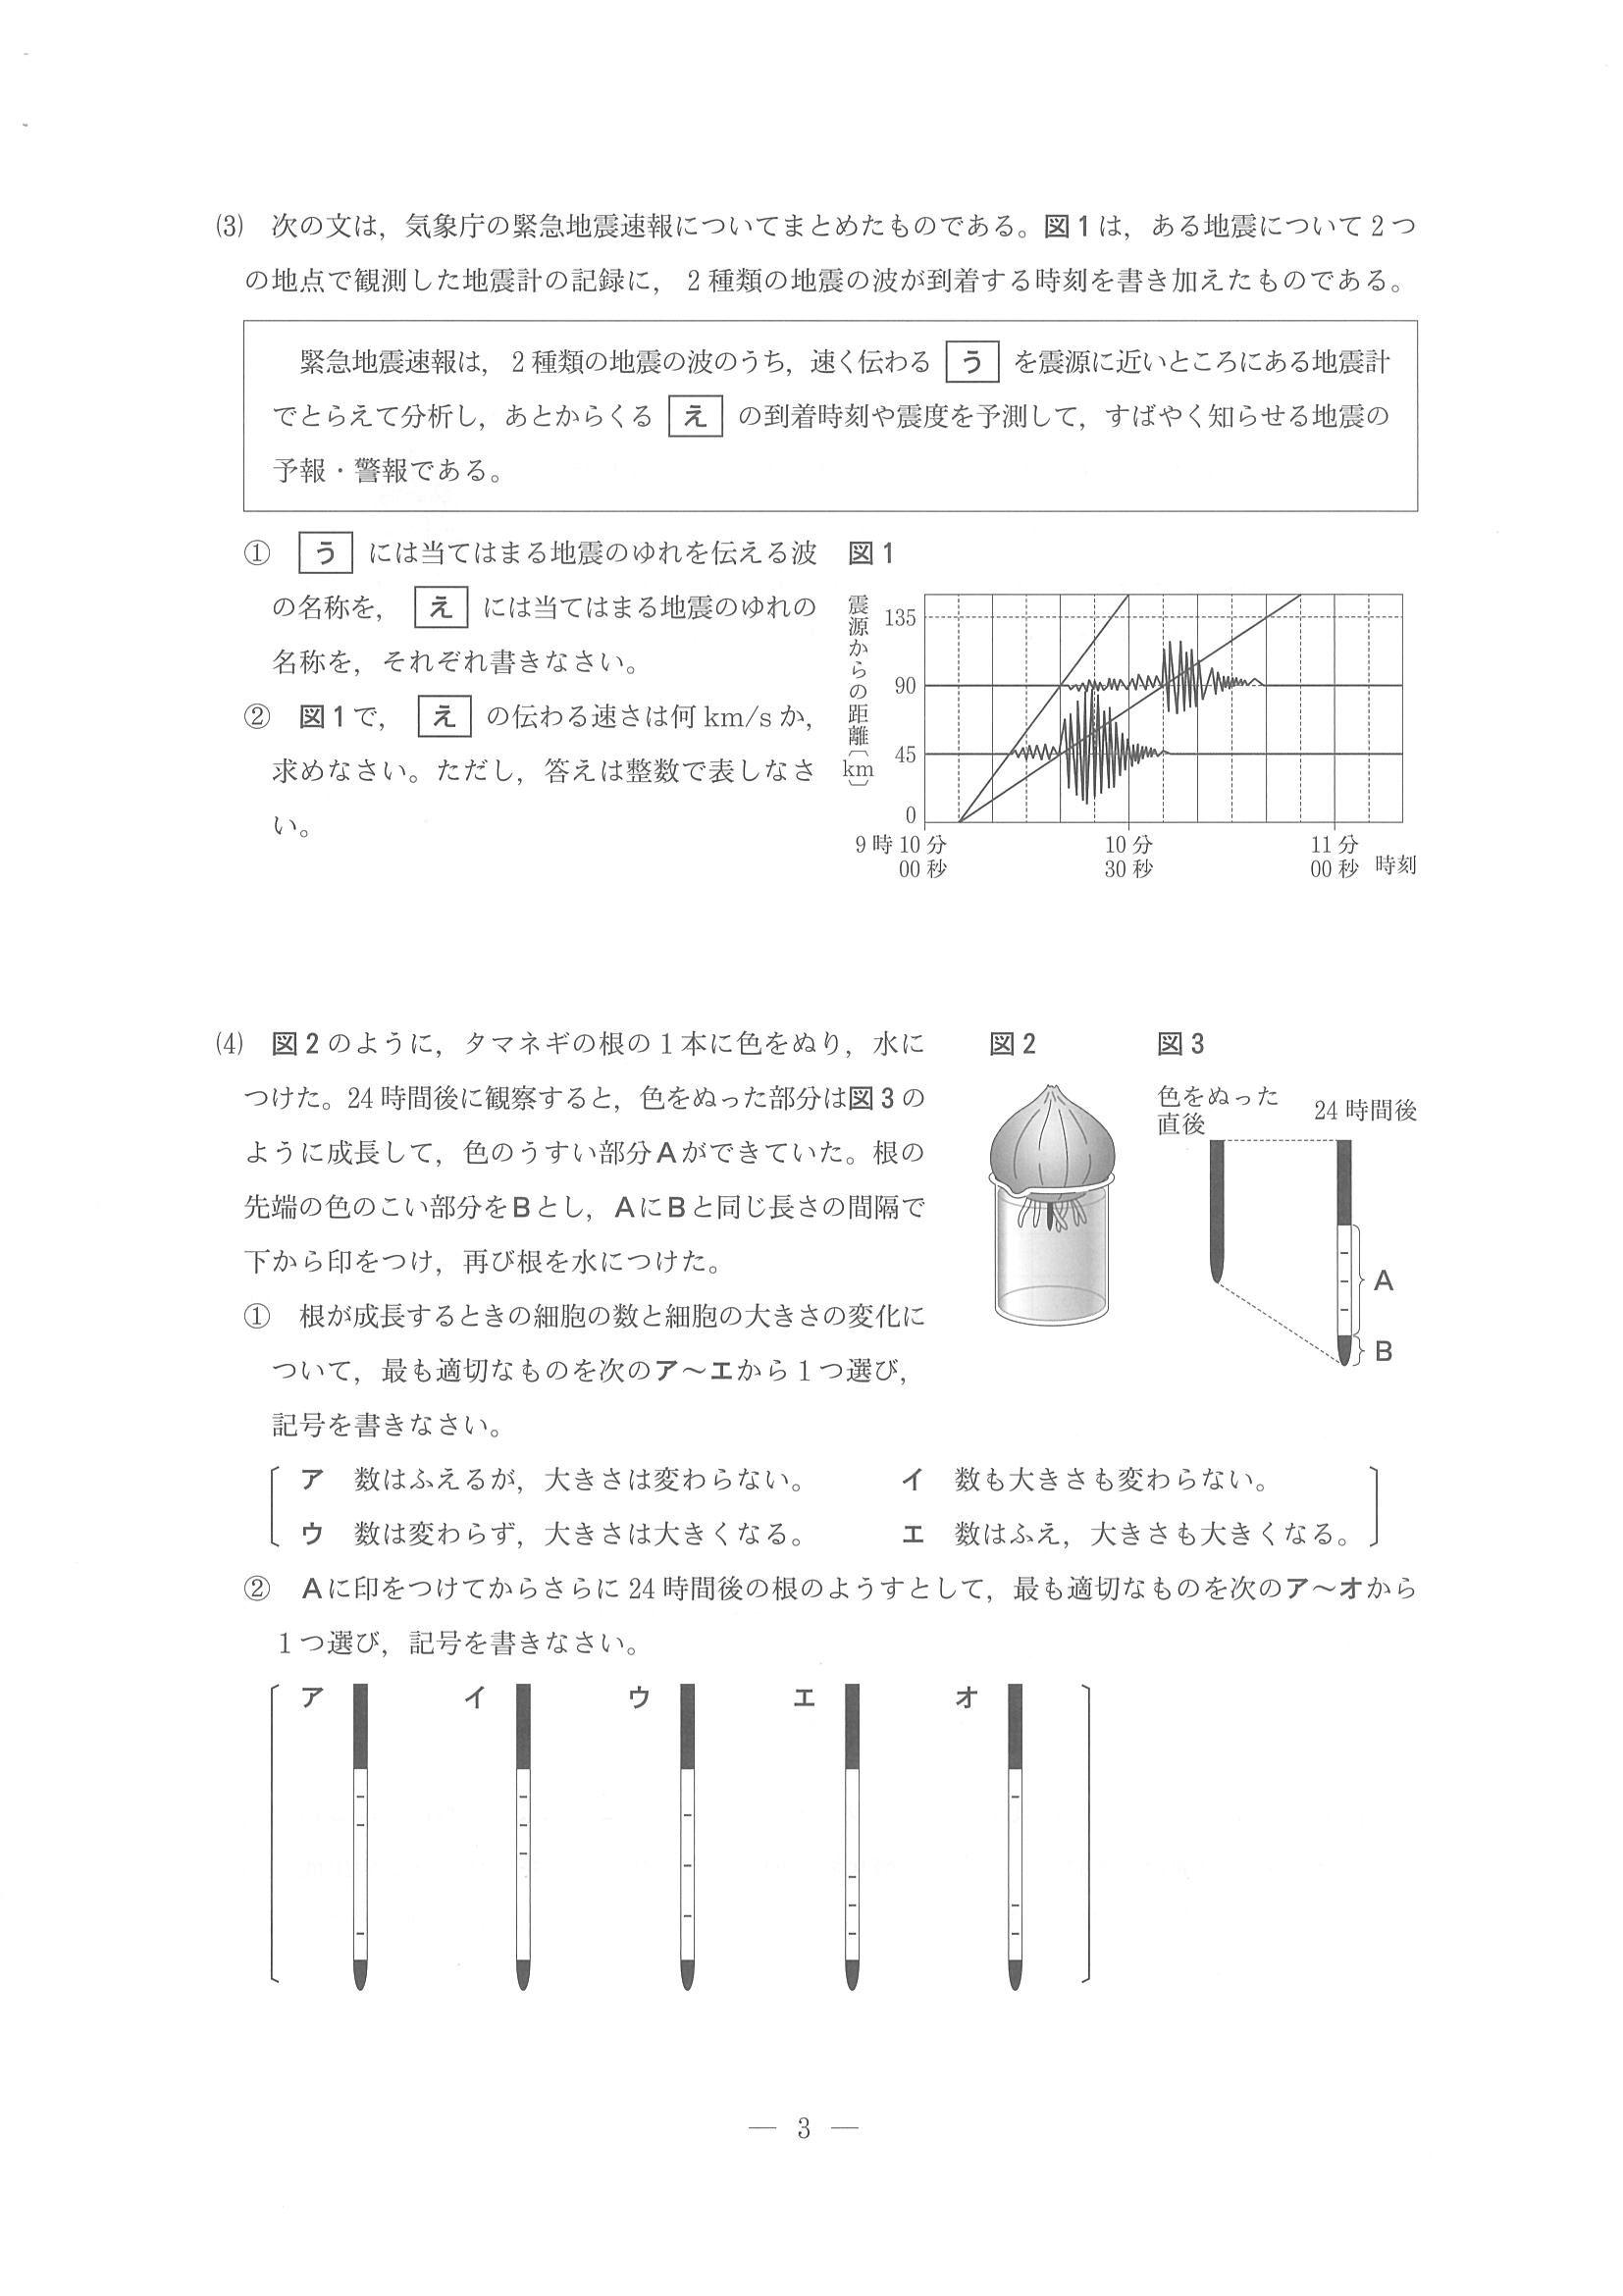 (3) 次の文は，気象庁の緊急地震速報についてまとめたものである。図1は，ある地震について2つ
の地点で観測した地震計の記録に，2種類の地震の波が到着する時刻を書き加えたものである。
緊急地震速報は，2種類の地震の波のうち，速く伝わる う を震源に近いところにある地震計
でとらえて分析し，あとからくる え の到着時刻や震度を予測して，すばやく知らせる地震の
予報・警報である。
① う には当てはまる地震のゆれを伝える波
の名称を， え には当てはまる地震のゆれの
名称を，それぞれ書きなさい。
② 図1で， え の伝わる速さは何km/sか，
求めなさい。ただし，答えは整数で表しなさ
い。
図1
震源からの距離〔km〕
135
90
45
0
9時10分
00秒
10分
30秒
11分
00秒
時刻
(4) 図2のように，タマネギの根の1本に色をぬり，水に
つけた。24時間後に観察すると，色をぬった部分は図3の
ように成長して，色のうすい部分Aができていた。根の
先端の色のこい部分をBとし，AにBと同じ長さの間隔で
下から印をつけ，再び根を水につけた。
図2
図3
色をぬった
直後
24時間後
A
B
① 根が成長するときの細胞の数と細胞の大きさの変化に
ついて，最も適切なものを次のア～エから1つ選び，
記号を書きなさい。
ア 数はふえるが，大きさは変わらない。 イ 数も大きさも変わらない。
ウ 数は変わらず，大きさは大きくなる。 エ 数はふえ，大きさも大きくなる。
② Aに印をつけてからさらに24時間後の根のようすとして，最も適切なものを次のア～オから
1つ選び，記号を書きなさい。
ア イ ウ エ オ
— 3 —